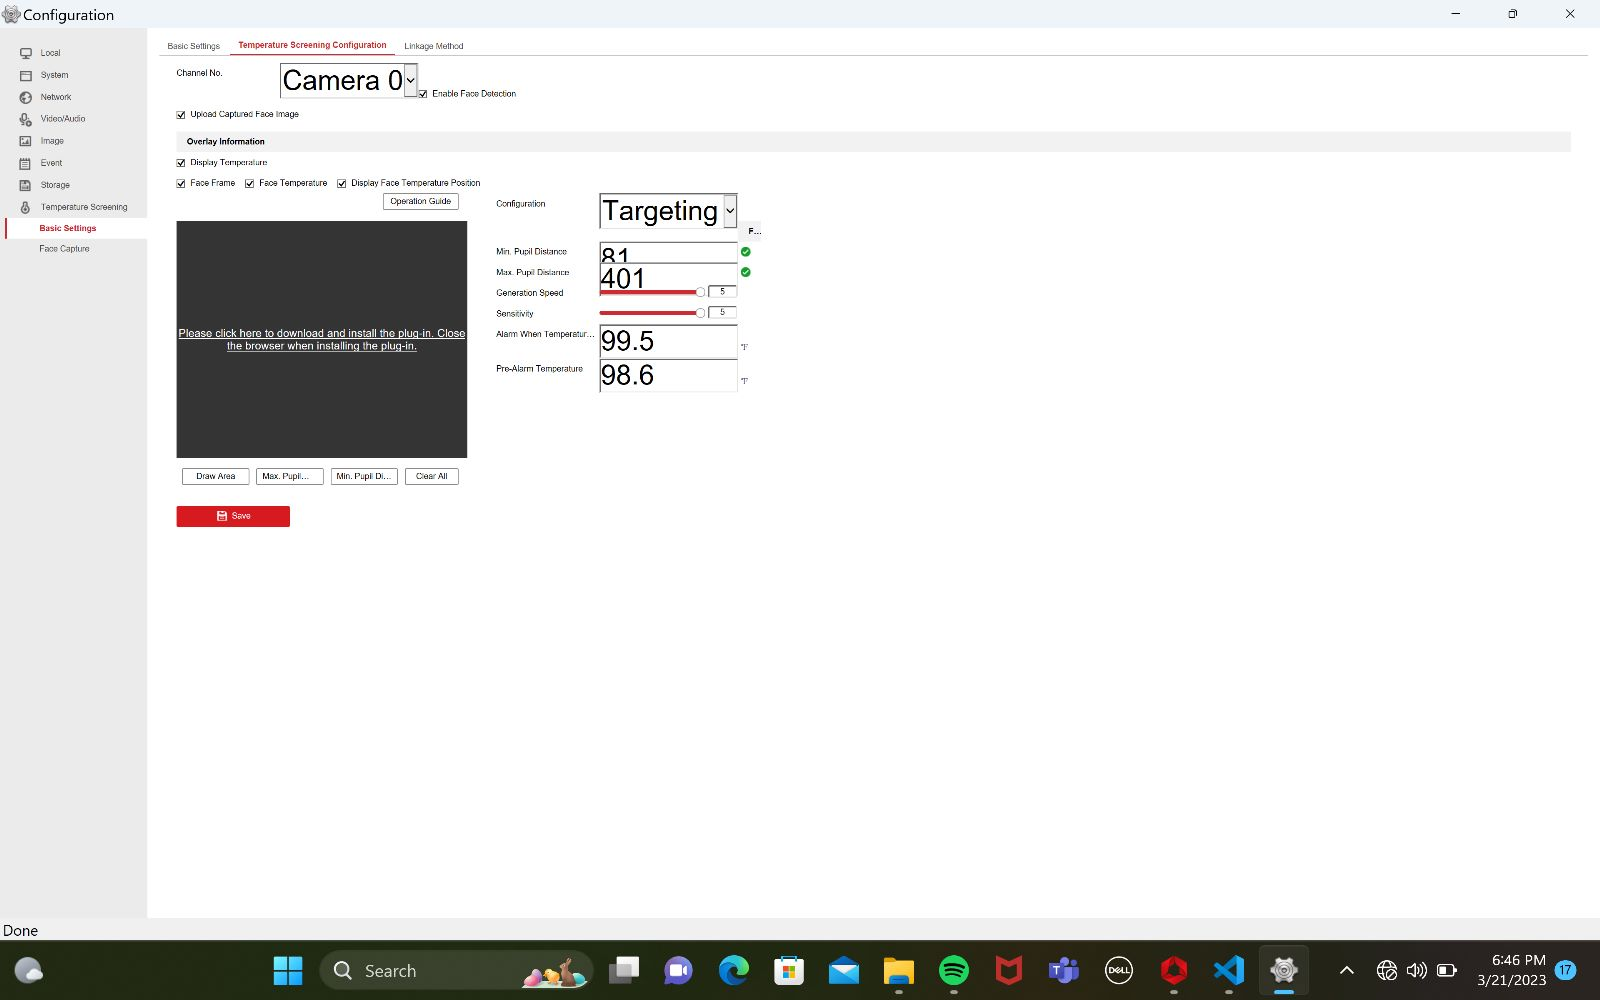 Configuration
Local
System
Network
Video/Audio
Image
Event
Storage
Temperature Screening
Basic Settings
Face Capture
Basic Settings Temperature Screening Configuration Linkage Method
Channel No. Camera 0 Enable Face Detection
Upload Captured Face Image
Overlay Information
Display Temperature
Face Frame Face Temperature Display Face Temperature Position
Operation Guide
Please click here to download and install the plug-in. Close
the browser when installing the plug-in.
Draw Area Max. Pupil... Min. Pupil Di... Clear All
Save
Configuration Targeting
F...
Min. Pupil Distance 81
Max. Pupil Distance 401
Generation Speed 5
Sensitivity 5
Alarm When Temperatur... 99.5 °F
Pre-Alarm Temperature 98.6 °F
Done
Search
DELL
6:46 PM
3/21/2023
17